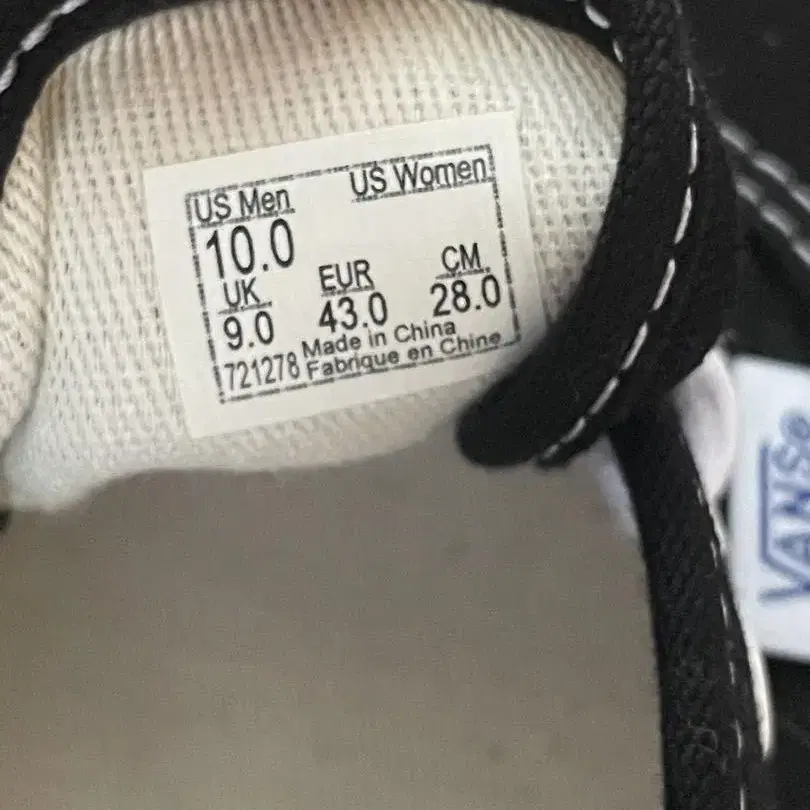 US Men US Women
10.0
UK EUR CM
9.0 43.0 28.0
Made in China
721278 Fabrique en Chine
VANS